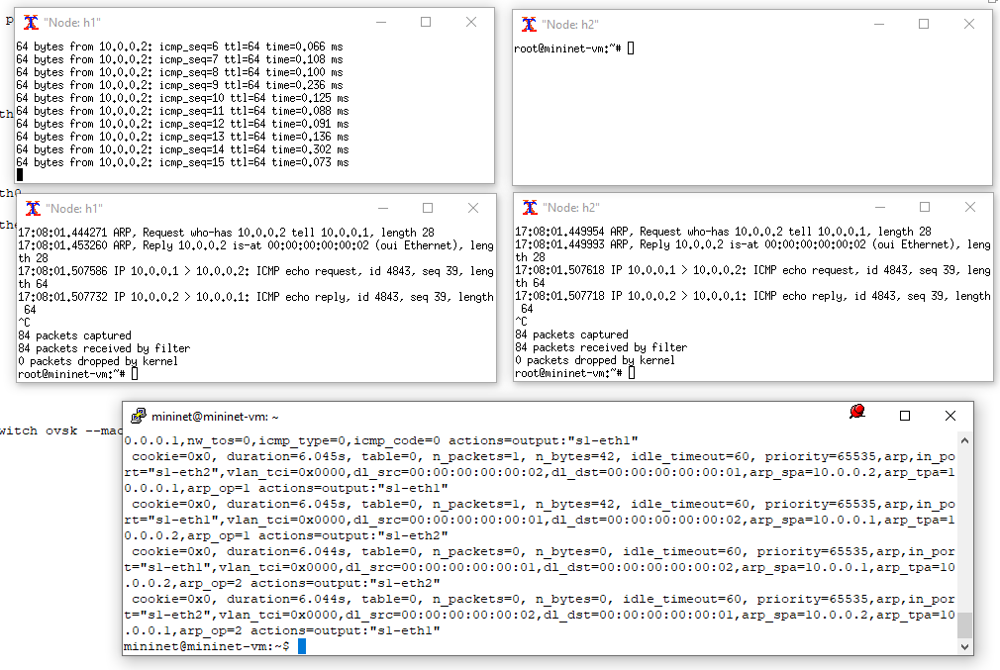 p
th
th0
the
witch ovsk --mac
"Node: h1"
64 bytes from 10.0.0.2: icmp_seq=6 ttl=64 time=0.066 ms
64 bytes from 10.0.0.2: icmp_seq=7 ttl=64 time=0.108 ms
64 bytes from 10.0.0.2: icmp_seq=8 ttl=64 time=0.100 ms
64 bytes from 10.0.0.2: icmp_seq=9 ttl=64 time=0.236 ms
64 bytes from 10.0.0.2: icmp_seq=10 ttl=64 time=0.125 ms
64 bytes from 10.0.0.2: icmp_seq=11 ttl=64 time=0.088 ms
64 bytes from 10.0.0.2: icmp_seq=12 ttl=64 time=0.091 ms
64 bytes from 10.0.0.2: icmp_seq=13 ttl=64 time=0.136 ms
64 bytes from 10.0.0.2: icmp_seq=14 ttl=64 time=0.302 ms
64 bytes from 10.0.0.2: icmp_seq=15 ttl=64 time=0.073 ms
"Node: h2"
root@mininet-vm:~#
"Node: h1"
17:08:01.444271 ARP, Request who-has 10.0.0.2 tell 10.0.0.1, length 28
17:08:01.453260 ARP, Reply 10.0.0.2 is-at 00:00:00:00:00:02 (oui Ethernet), leng
th 28
17:08:01.507586 IP 10.0.0.1 > 10.0.0.2: ICMP echo request, id 4843, seq 39, leng
th 64
17:08:01.507732 IP 10.0.0.2 > 10.0.0.1: ICMP echo reply, id 4843, seq 39, length
 64
^C
84 packets captured
84 packets received by filter
0 packets dropped by kernel
root@mininet-vm:~#
"Node: h2"
17:08:01.449954 ARP, Request who-has 10.0.0.2 tell 10.0.0.1, length 28
17:08:01.449993 ARP, Reply 10.0.0.2 is-at 00:00:00:00:00:02 (oui Ethernet), leng
th 28
17:08:01.507618 IP 10.0.0.1 > 10.0.0.2: ICMP echo request, id 4843, seq 39, leng
th 64
17:08:01.507718 IP 10.0.0.2 > 10.0.0.1: ICMP echo reply, id 4843, seq 39, length
 64
^C
84 packets captured
84 packets received by filter
0 packets dropped by kernel
root@mininet-vm:~#
mininet@mininet-vm: ~
0.0.0.1,nw_tos=0,icmp_type=0,icmp_code=0 actions=output:"s1-eth1"
 cookie=0x0, duration=6.045s, table=0, n_packets=1, n_bytes=42, idle_timeout=60, priority=65535,arp,in_po
rt="s1-eth2",vlan_tci=0x0000,dl_src=00:00:00:00:00:02,dl_dst=00:00:00:00:00:01,arp_spa=10.0.0.2,arp_tpa=1
0.0.0.1,arp_op=1 actions=output:"s1-eth1"
 cookie=0x0, duration=6.045s, table=0, n_packets=1, n_bytes=42, idle_timeout=60, priority=65535,arp,in_po
rt="s1-eth1",vlan_tci=0x0000,dl_src=00:00:00:00:00:01,dl_dst=00:00:00:00:00:02,arp_spa=10.0.0.1,arp_tpa=1
0.0.0.2,arp_op=1 actions=output:"s1-eth2"
 cookie=0x0, duration=6.044s, table=0, n_packets=0, n_bytes=0, idle_timeout=60, priority=65535,arp,in_por
t="s1-eth1",vlan_tci=0x0000,dl_src=00:00:00:00:00:01,dl_dst=00:00:00:00:00:02,arp_spa=10.0.0.1,arp_tpa=10
.0.0.2,arp_op=2 actions=output:"s1-eth2"
 cookie=0x0, duration=6.044s, table=0, n_packets=0, n_bytes=0, idle_timeout=60, priority=65535,arp,in_por
t="s1-eth2",vlan_tci=0x0000,dl_src=00:00:00:00:00:02,dl_dst=00:00:00:00:00:01,arp_spa=10.0.0.2,arp_tpa=10
.0.0.1,arp_op=2 actions=output:"s1-eth1"
mininet@mininet-vm:~$